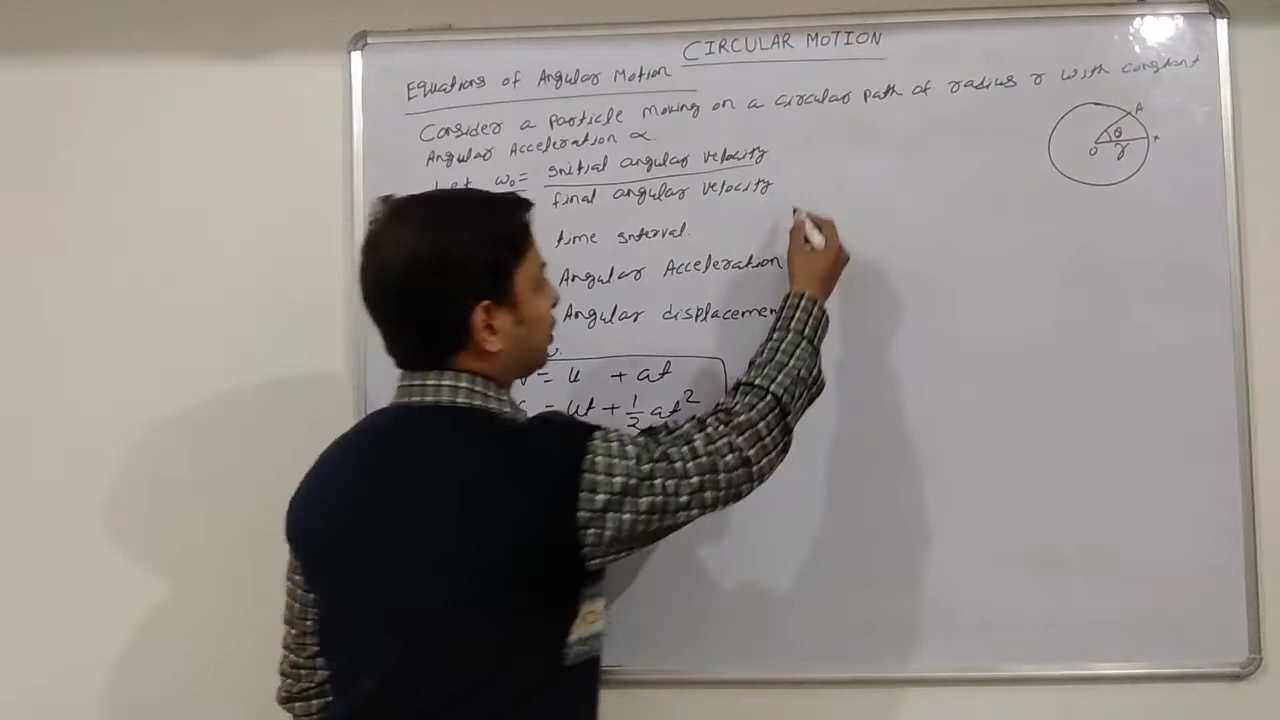 CIRCULAR MOTION
Equations of Angular Motion
Consider a particle moving on a circular path of radius r with constant
Angular Acceleration α.
Let ω₀ = Initial angular velocity
final angular velocity
time Interval.
Angular Acceleration
Angular displacemen
= u + at
= ut + 1/2 at²
A
θ
O
r